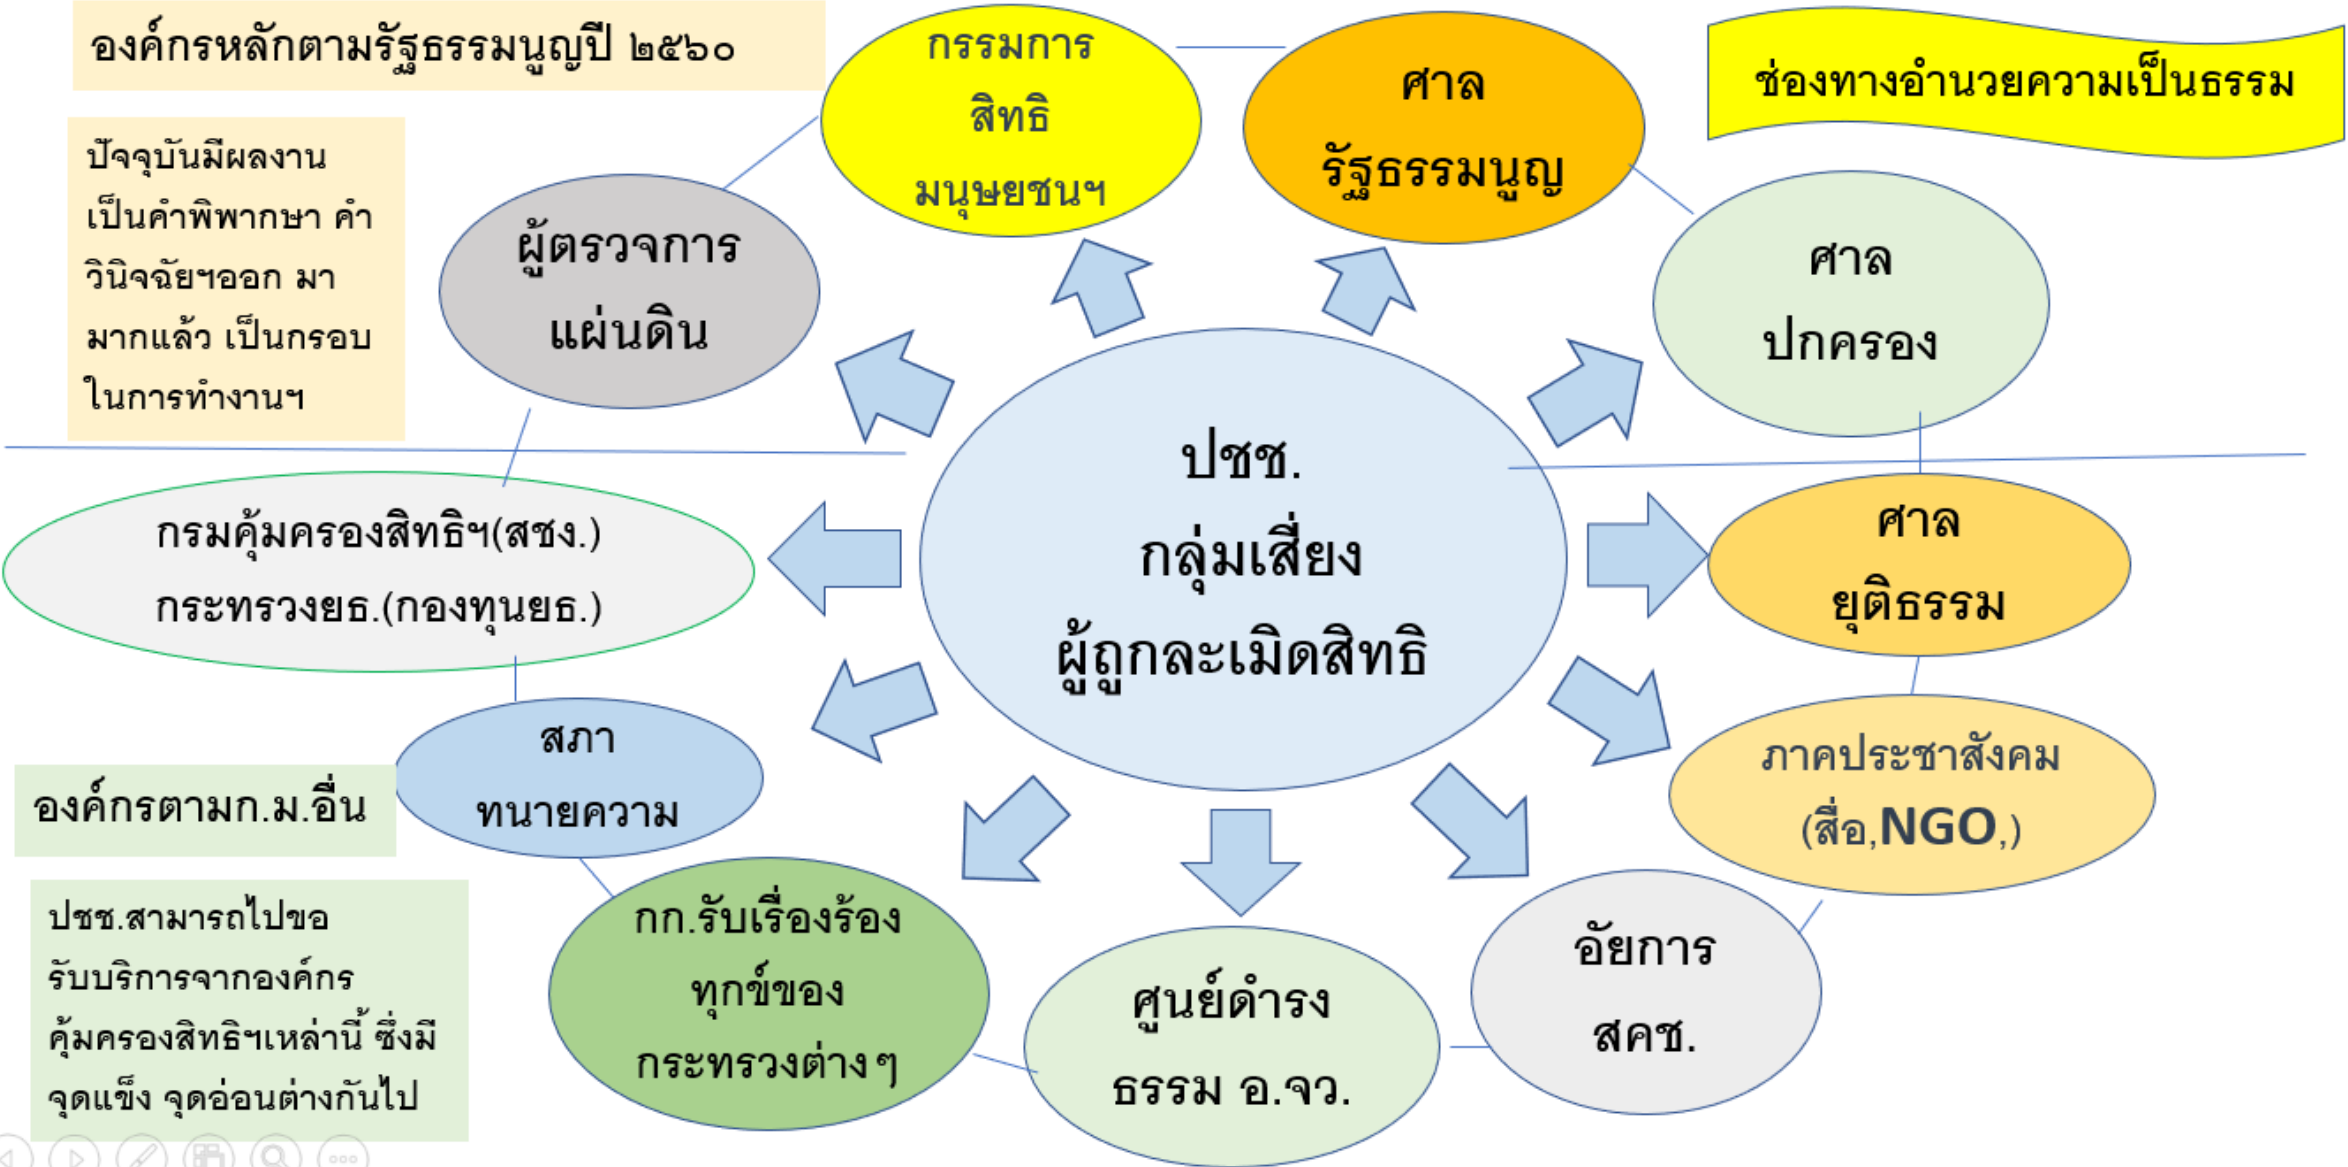 องค์กรหลักตามรัฐธรรมนูญปี ๒๕๖๐
กรรมการ
สิทธิ
มนุษยชนฯ
ศาล
รัฐธรรมนูญ
ช่องทางอำนวยความเป็นธรรม
ปัจจุบันมีผลงาน
เป็นคำพิพากษา คำ
วินิจฉัยฯออก มา
มากแล้ว เป็นกรอบ
ในการทำงานฯ
ผู้ตรวจการ
แผ่นดิน
ศาล
ปกครอง
ปชช.
กลุ่มเสี่ยง
ผู้ถูกละเมิดสิทธิ
กรมคุ้มครองสิทธิฯ(สชง.)
กระทรวงยธ.(กองทุนยธ.)
ศาล
ยุติธรรม
สภา
ทนายความ
ภาคประชาสังคม
(สื่อ,NGO,)
องค์กรตามก.ม.อื่น
ปชช.สามารถไปขอ
รับบริการจากองค์กร
คุ้มครองสิทธิฯเหล่านี้ ซึ่งมี
จุดแข็ง จุดอ่อนต่างกันไป
กก.รับเรื่องร้อง
ทุกข์ของ
กระทรวงต่างๆ
ศูนย์ดำรง
ธรรม อ.จว.
อัยการ
สคช.